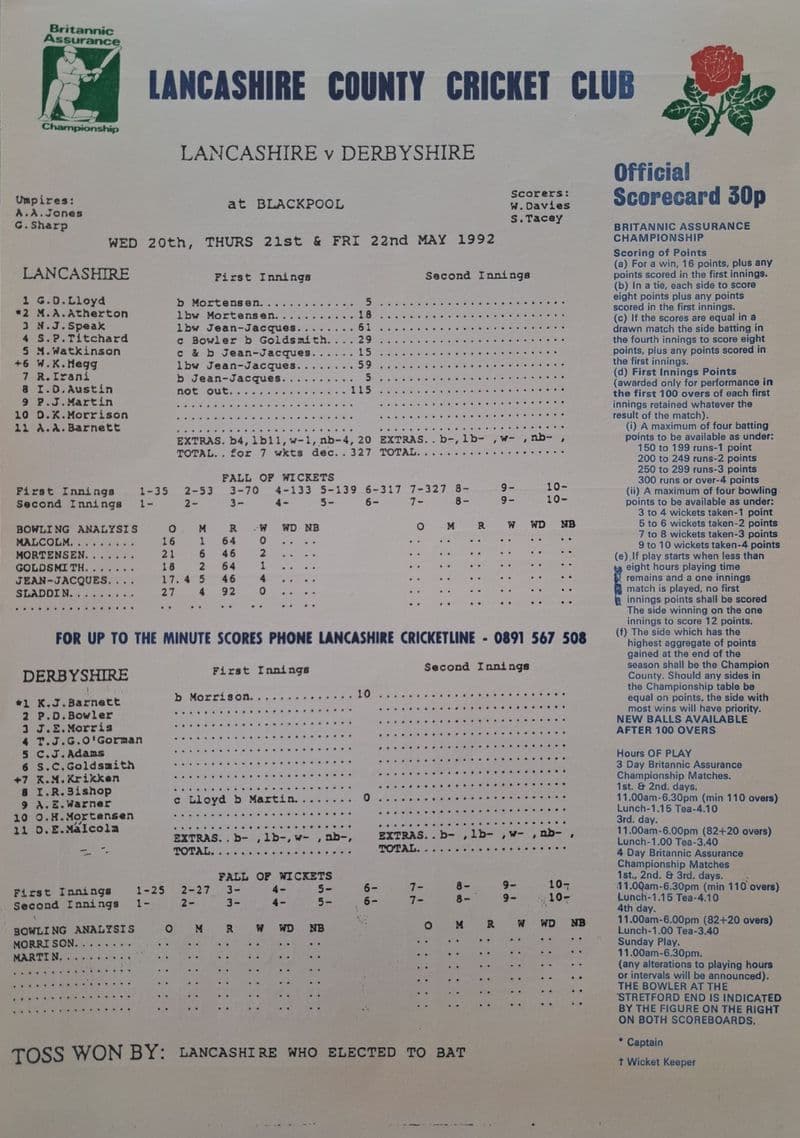 Britannic
Assurance
Championship
LANCASHIRE COUNTY CRICKET CLUB
LANCASHIRE v DERBYSHIRE
Umpires:
A.A.Jones
G.Sharp
at BLACKPOOL
Scorers:
W.Davies
S.Tacey
WED 20th, THURS 21st & FRI 22nd MAY 1992
LANCASHIRE First Innings Second Innings
1 G.D.Lloyd b Mortensen............ 5 ........................
*2 M.A.Atherton lbw Mortensen.......... 18 ........................
3 N.J.Speak lbw Jean-Jacques....... 61 ........................
4 S.P.Titchard c Bowler b Goldsmith... 29 ........................
5 M.Watkinson c & b Jean-Jacques..... 15 ........................
+6 W.K.Hegg lbw Jean-Jacques....... 59 ........................
7 R.Irani b Jean-Jacques......... 5 ........................
8 I.D.Austin not out............... 115 ........................
9 P.J.Martin ........................ ........................
10 D.K.Morrison ........................ ........................
11 A.A.Barnett ........................ ........................
EXTRAS. b4,lb11,w-1,nb-4, 20 EXTRAS..b-,lb- ,w- ,nb- ,
TOTAL..for 7 wkts dec..327 TOTAL...................
FALL OF WICKETS
First Innings 1-35 2-53 3-70 4-133 5-139 6-317 7-327 8- 9- 10-
Second Innings 1- 2- 3- 4- 5- 6- 7- 8- 9- 10-
BOWLING ANALYSIS O M R W WD NB O M R W WD NB
MALCOLM......... 16 1 64 0 .. .. .. .. .. .. .. ..
MORTENSEN....... 21 6 46 2 .. .. .. .. .. .. .. ..
GOLDSMITH....... 18 2 64 1 .. .. .. .. .. .. .. ..
JEAN-JACQUES.... 17.4 5 46 4 .. .. .. .. .. .. .. ..
SLADDIN......... 27 4 92 0 .. .. .. .. .. .. .. ..
................ .. .. .. .. .. .. .. .. .. .. .. ..
FOR UP TO THE MINUTE SCORES PHONE LANCASHIRE CRICKETLINE - 0891 567 508
DERBYSHIRE First Innings Second Innings
*1 K.J.Barnett b Morrison............. 10 ........................
2 P.D.Bowler ........................ ........................
3 J.E.Morris ........................ ........................
4 T.J.G.O'Gorman ........................ ........................
5 C.J.Adams ........................ ........................
6 S.C.Goldsmith ........................ ........................
+7 K.M.Krikken ........................ ........................
8 I.R.Bishop ........................ ........................
9 A.E.Warner c Lloyd b Martin....... 0 ........................
10 O.H.Mortensen ........................ ........................
11 D.E.Malcolm ........................ ........................
EXTRAS..b- ,lb-,w- ,nb-, EXTRAS..b- ,lb- ,w- ,nb- ,
TOTAL................... TOTAL...................
FALL OF WICKETS
First Innings 1-25 2-27 3- 4- 5- 6- 7- 8- 9- 10-
Second Innings 1- 2- 3- 4- 5- 6- 7- 8- 9- 10-
BOWLING ANALYSIS O M R W WD NB O M R W WD NB
MORRISON........ .. .. .. .. .. .. .. .. .. .. .. ..
MARTIN.......... .. .. .. .. .. .. .. .. .. .. .. ..
................ .. .. .. .. .. .. .. .. .. .. .. ..
................ .. .. .. .. .. .. .. .. .. .. .. ..
................ .. .. .. .. .. .. .. .. .. .. .. ..
................ .. .. .. .. .. .. .. .. .. .. .. ..
TOSS WON BY: LANCASHIRE WHO ELECTED TO BAT
Official
Scorecard 30p
BRITANNIC ASSURANCE
CHAMPIONSHIP
Scoring of Points
(a) For a win, 16 points, plus any
points scored in the first innings.
(b) In a tie, each side to score
eight points plus any points
scored in the first innings.
(c) If the scores are equal in a
drawn match the side batting in
the fourth innings to score eight
points, plus any points scored in
the first innings.
(d) First Innings Points
(awarded only for performance in
the first 100 overs of each first
innings retained whatever the
result of the match).
(i) A maximum of four batting
points to be available as under:
150 to 199 runs-1 point
200 to 249 runs-2 points
250 to 299 runs-3 points
300 runs or over-4 points
(ii) A maximum of four bowling
points to be available as under:
3 to 4 wickets taken-1 point
5 to 6 wickets taken-2 points
7 to 8 wickets taken-3 points
9 to 10 wickets taken-4 points
(e) If play starts when less than
eight hours playing time
remains and a one innings
match is played, no first
innings points shall be scored
The side winning on the one
innings to score 12 points.
(f) The side which has the
highest aggregate of points
gained at the end of the
season shall be the Champion
County. Should any sides in
the Championship table be
equal on points, the side with
most wins will have priority.
NEW BALLS AVAILABLE
AFTER 100 OVERS
Hours OF PLAY
3 Day Britannic Assurance
Championship Matches.
1st. & 2nd. days.
11.00am-6.30pm (min 110 overs)
Lunch-1.15 Tea-4.10
3rd. day.
11.00am-6.00pm (82+20 overs)
Lunch-1.00 Tea-3.40
4 Day Britannic Assurance
Championship Matches
1st., 2nd. & 3rd. days.
11.00am-6.30pm (min 110 overs)
Lunch-1.15 Tea-4.10
4th. day.
11.00am-6.00pm (82+20 overs)
Lunch-1.00 Tea-3.40
Sunday Play.
11.00am-6.30pm.
(any alterations to playing hours
or intervals will be announced).
THE BOWLER AT THE
STRETFORD END IS INDICATED
BY THE FIGURE ON THE RIGHT
ON BOTH SCOREBOARDS.
* Captain
† Wicket Keeper